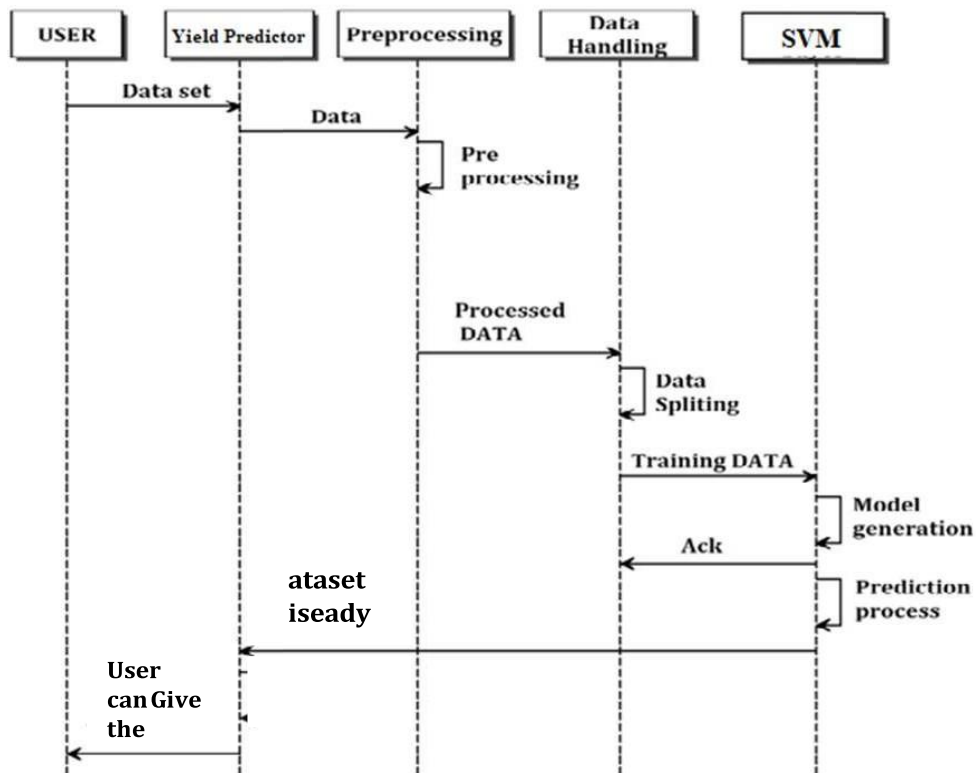 USER
Yield Predictor
Preprocessing
Data
Handling
SVM
Data set
Data
Pre
processing
Processed
DATA
Data
Spliting
Training DATA
Model
generation
Ack
Prediction
process
ataset
iseady
User
can Give
the